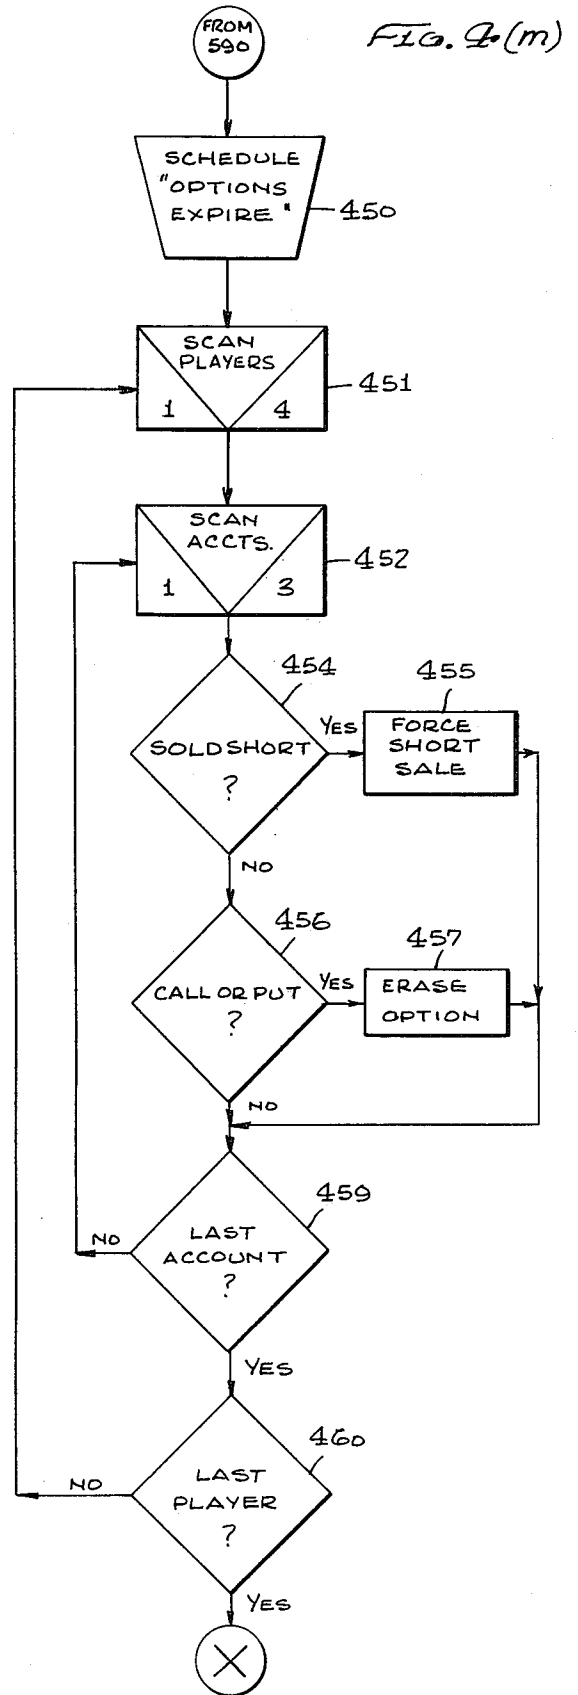 FROM
590
FIG. 4(m)
SCHEDULE
"OPTIONS
EXPIRE"
450
SCAN
PLAYERS
1 4
451
SCAN
ACCTS.
1 3
452
454
455
SOLD SHORT
?
YES
FORCE
SHORT
SALE
NO
456
457
CALL OR PUT
?
YES
ERASE
OPTION
NO
459
LAST
ACCOUNT
?
NO
YES
460
LAST
PLAYER
?
NO
YES
X